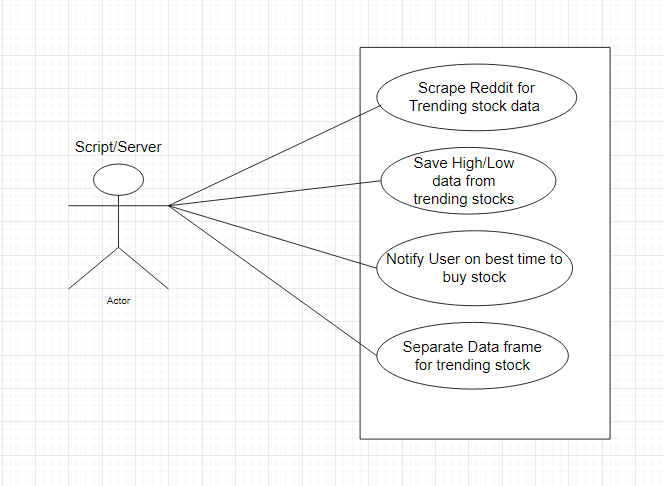 Script/Server
Actor
Scrape Reddit for
Trending stock data
Save High/Low
data from
trending stocks
Notify User on best time to
buy stock
Separate Data frame
for trending stock